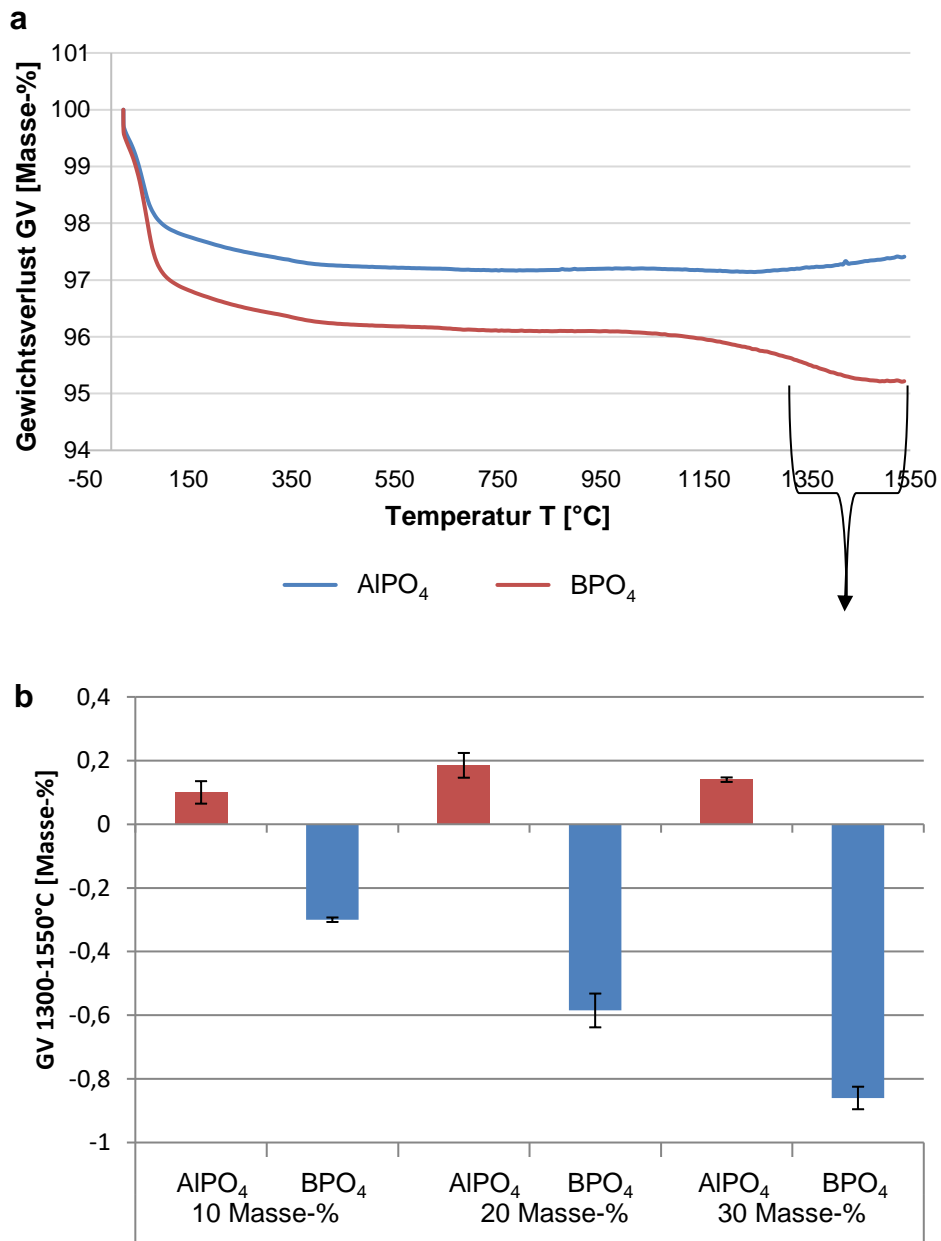 a
101
100
99
98
97
96
95
94
Gewichtsverlust GV [Masse-%]
-50 150 350 550 750 950 1150 1350 1550
Temperatur T [°C]
AlPO₄ BPO₄
b
0,4
0,2
0
-0,2
-0,4
-0,6
-0,8
-1
GV 1300-1550°C [Masse-%]
AlPO₄ BPO₄ AlPO₄ BPO₄ AlPO₄ BPO₄
10 Masse-% 20 Masse-% 30 Masse-%